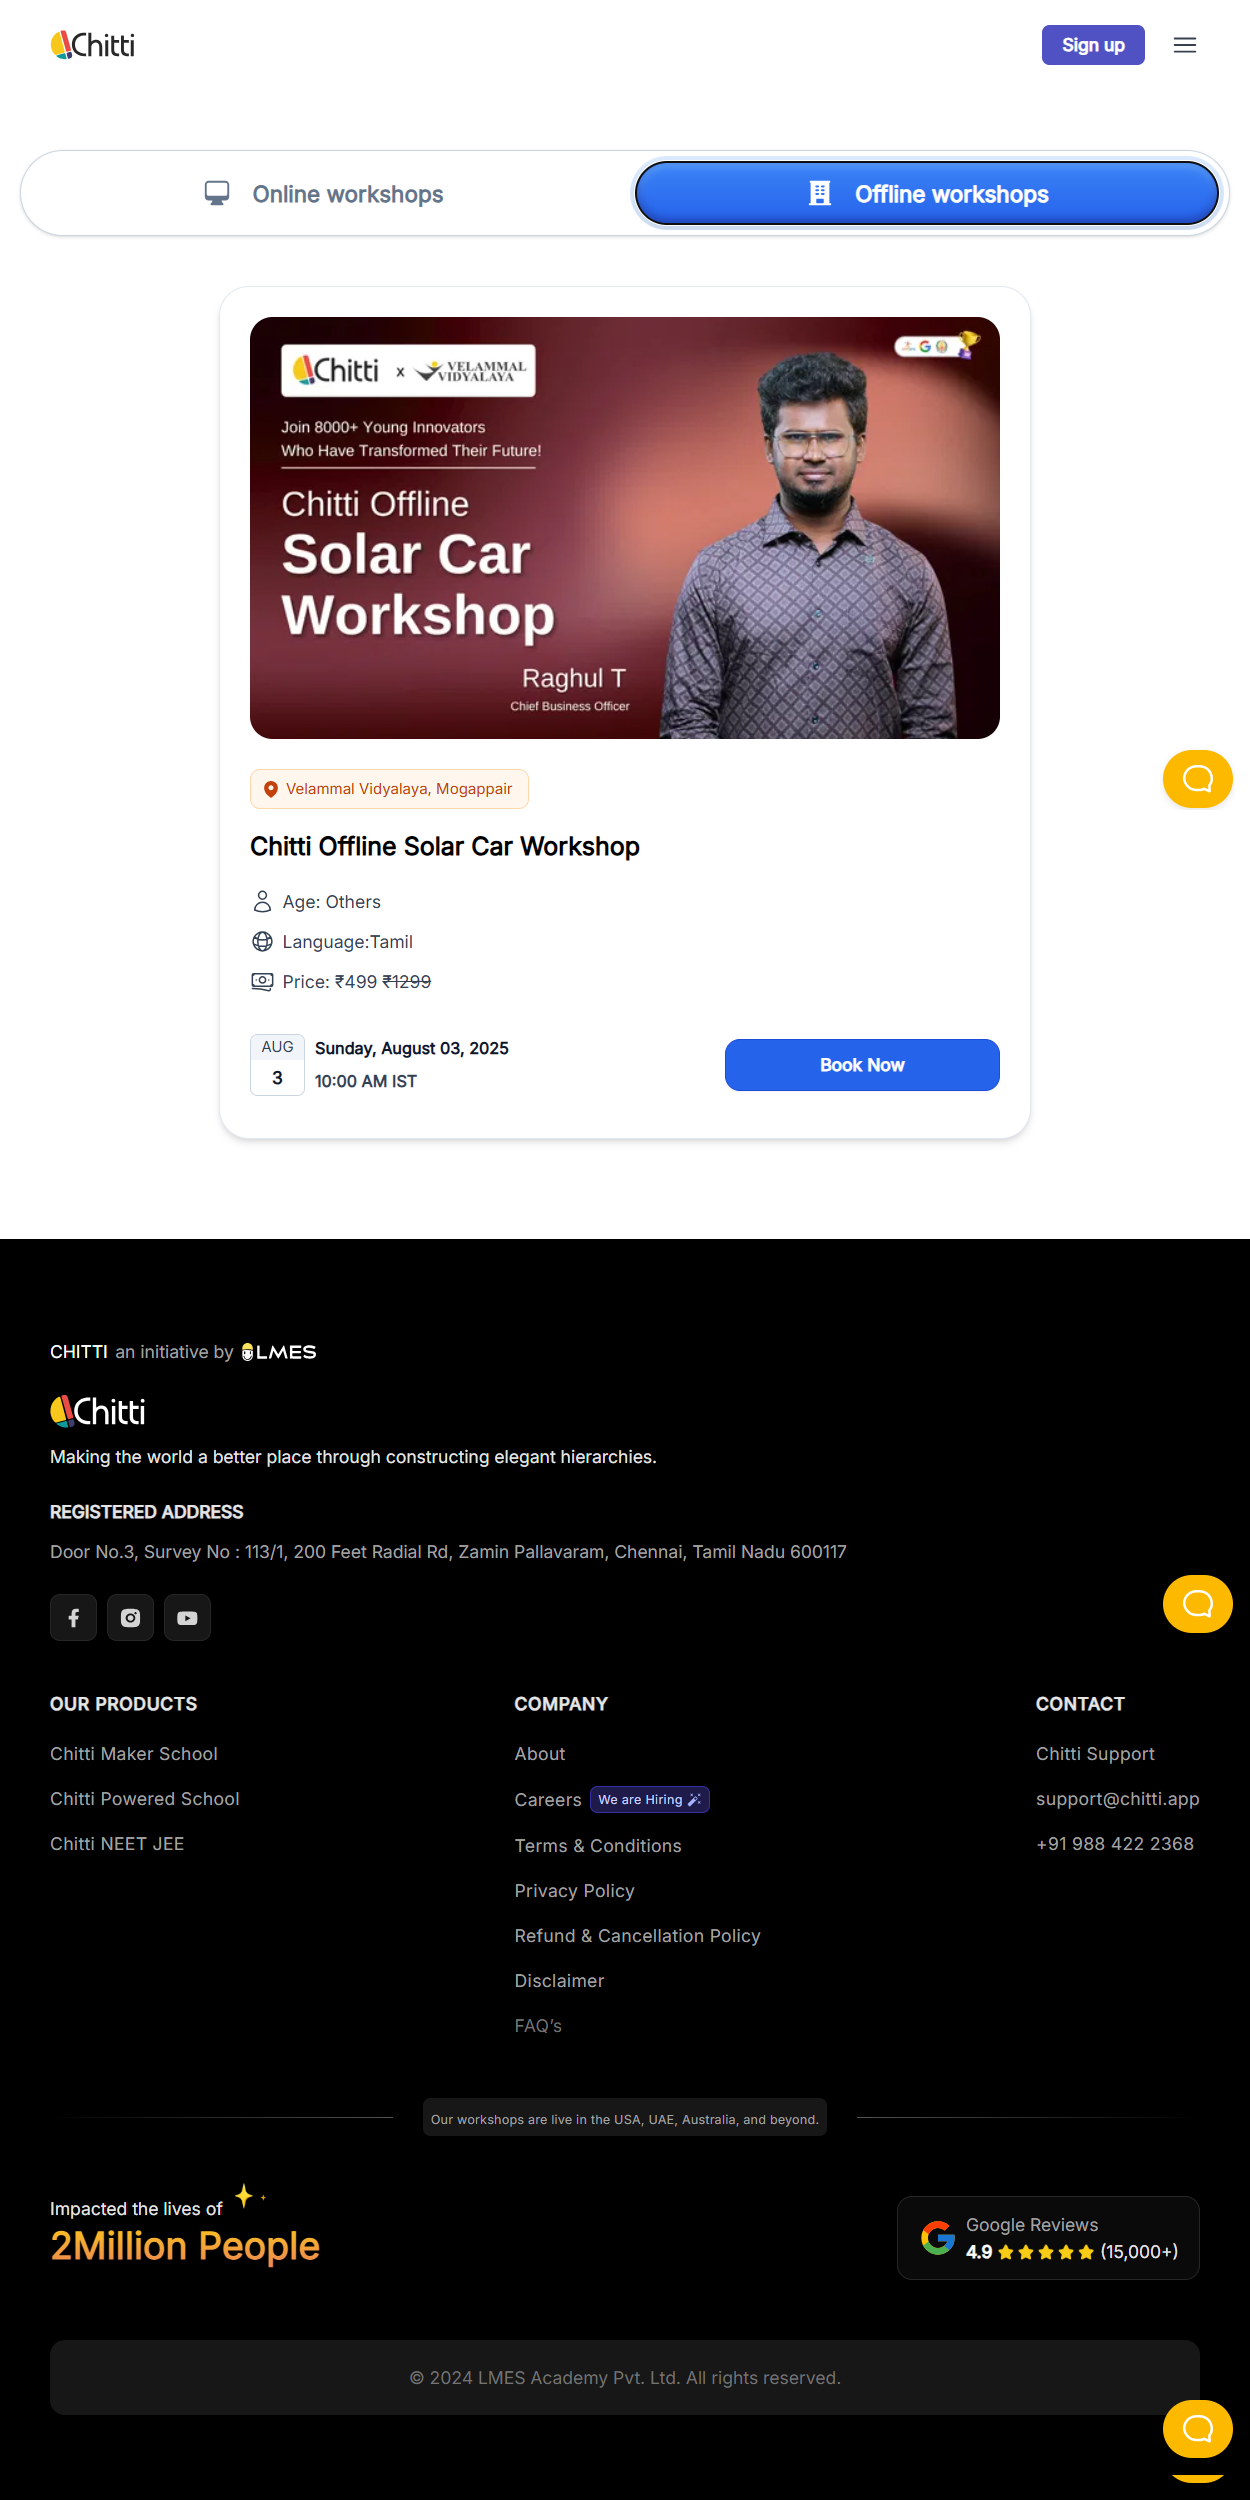 Chitti
Sign up
Online workshops
Offline workshops
Chitti x VELAMMAL VIDYALAYA
Join 8000+ Young Innovators
Who Have Transformed Their Future!
Chitti Offline
Solar Car
Workshop
Raghul T
Chief Business Officer
Velammal Vidyalaya, Mogappair
Chitti Offline Solar Car Workshop
Age: Others
Language:Tamil
Price: ₹499 ₹1299
AUG
3
Sunday, August 03, 2025
10:00 AM IST
Book Now
CHITTI an initiative by LMES
Chitti
Making the world a better place through constructing elegant hierarchies.
REGISTERED ADDRESS
Door No.3, Survey No : 113/1, 200 Feet Radial Rd, Zamin Pallavaram, Chennai, Tamil Nadu 600117
OUR PRODUCTS
Chitti Maker School
Chitti Powered School
Chitti NEET JEE
COMPANY
About
Careers We are Hiring
Terms & Conditions
Privacy Policy
Refund & Cancellation Policy
Disclaimer
FAQ’s
CONTACT
Chitti Support
support@chitti.app
+91 988 422 2368
Our workshops are live in the USA, UAE, Australia, and beyond.
Impacted the lives of
2Million People
Google Reviews
4.9 (15,000+)
© 2024 LMES Academy Pvt. Ltd. All rights reserved.